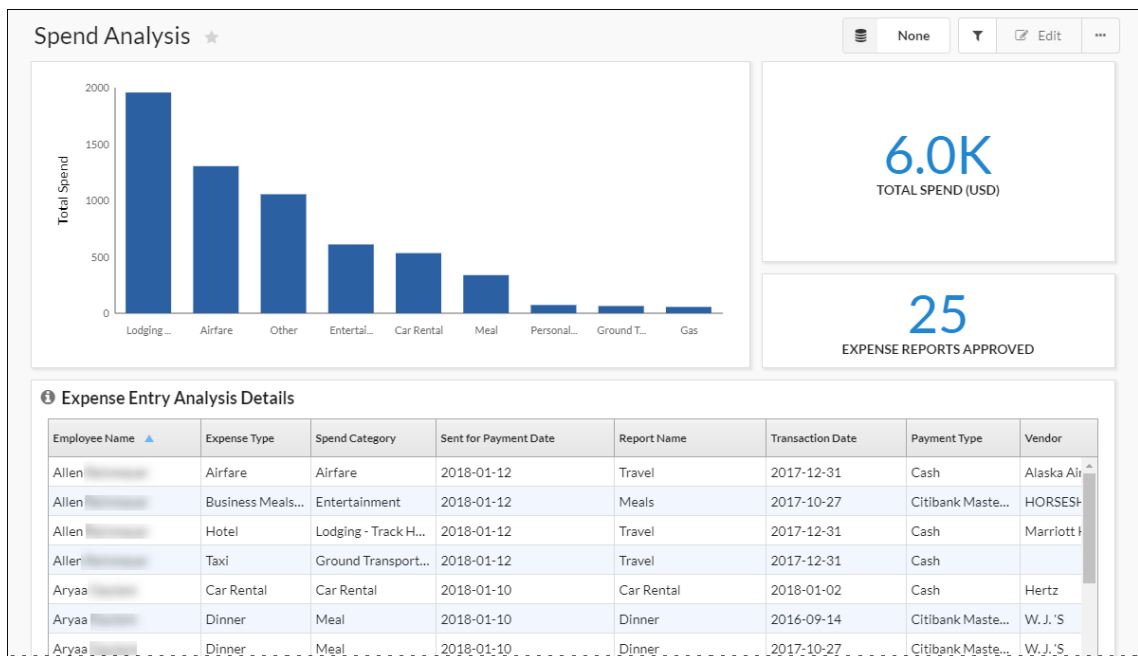 Spend Analysis
None Edit
Total Spend
2000
1500
1000
500
0
Lodging ... Airfare Other Entertai... Car Rental Meal Personal... Ground T... Gas
6.0K
TOTAL SPEND (USD)
25
EXPENSE REPORTS APPROVED
Expense Entry Analysis Details
Employee Name Expense Type Spend Category Sent for Payment Date Report Name Transaction Date Payment Type Vendor
Allen Airfare Airfare 2018-01-12 Travel 2017-12-31 Cash Alaska Air
Allen Business Meals... Entertainment 2018-01-12 Meals 2017-10-27 Citibank Maste... HORSESH
Allen Hotel Lodging - Track H... 2018-01-12 Travel 2017-12-31 Cash Marriott H
Allen Taxi Ground Transport... 2018-01-12 Travel 2017-12-31 Cash
Aryaa Car Rental Car Rental 2018-01-10 Car Rental 2018-01-02 Cash Hertz
Aryaa Dinner Meal 2018-01-10 Dinner 2016-09-14 Citibank Maste... W. J. 'S
Aryaa Dinner Meal 2018-01-10 Dinner 2017-10-27 Citibank Maste... W. J. 'S